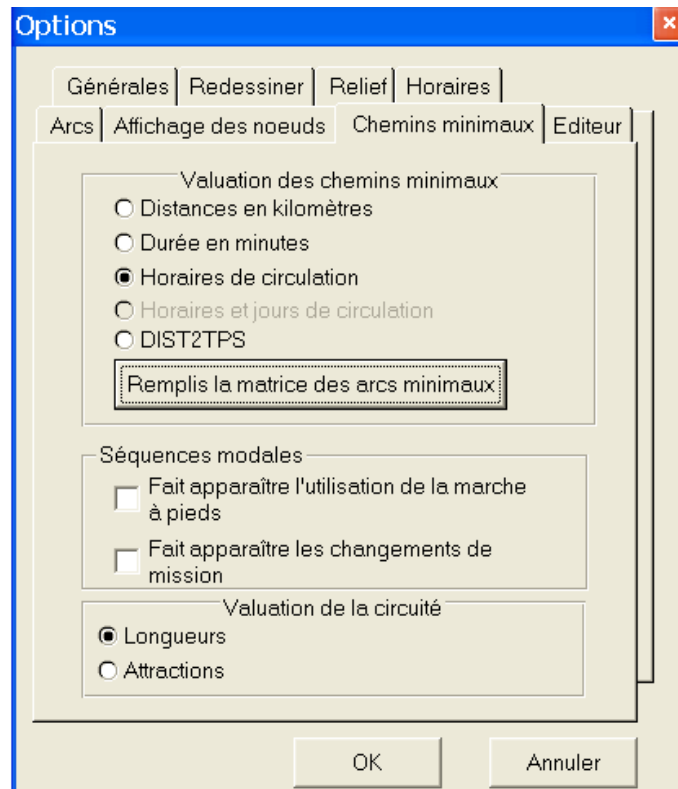 Options
Générales Redessiner Relief Horaires
Arcs Affichage des noeuds Chemins minimaux Editeur
Valuation des chemins minimaux
Distances en kilomètres
Durée en minutes
Horaires de circulation
Horaires et jours de circulation
DIST2TPS
Remplis la matrice des arcs minimaux
Séquences modales
Fait apparaître l'utilisation de la marche
à pieds
Fait apparaître les changements de
mission
Valuation de la circuité
Longueurs
Attractions
OK Annuler